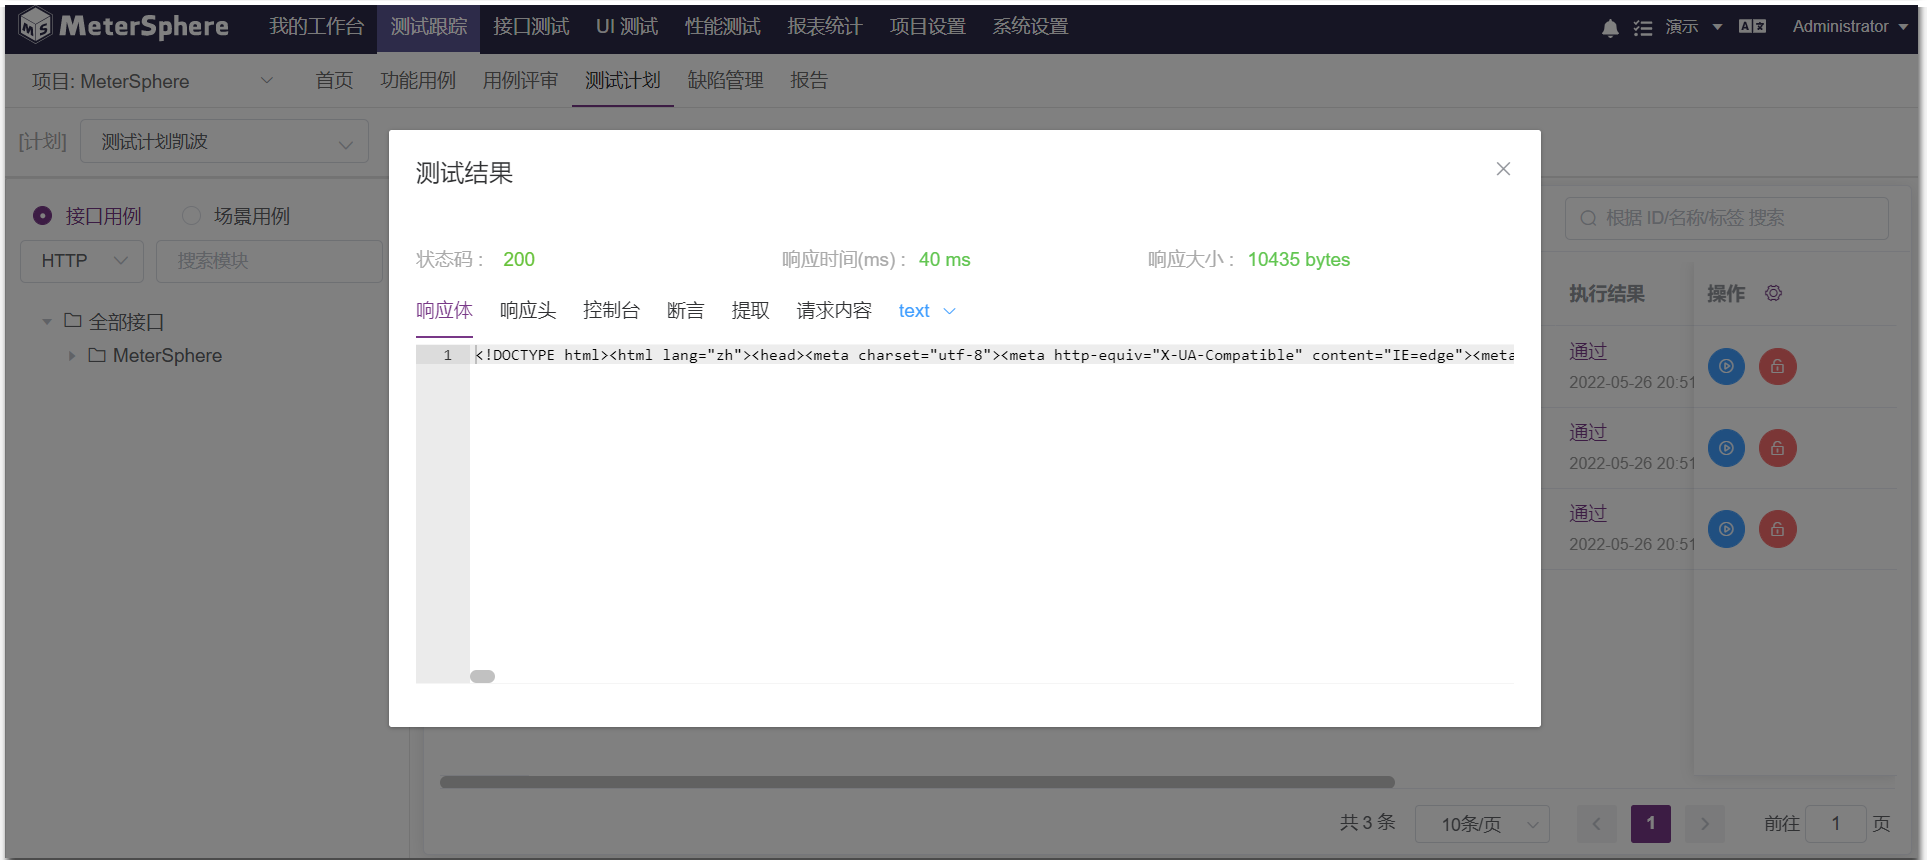 MeterSphere 我的工作台 测试跟踪 接口测试 UI 测试 性能测试 报表统计 项目设置 系统设置 演示 Administrator
项目: MeterSphere 首页 功能用例 用例评审 测试计划 缺陷管理 报告
[计划] 测试计划凯波
测试结果
接口用例 场景用例 根据 ID/名称/标签 搜索
HTTP 搜索模块 状态码 : 200 响应时间(ms) : 40 ms 响应大小 : 10435 bytes
执行结果 操作
全部接口 响应体 响应头 控制台 断言 提取 请求内容 text
MeterSphere 1 <!DOCTYPE html><html lang="zh"><head><meta charset="utf-8"><meta http-equiv="X-UA-Compatible" content="IE=edge"><meta
通过
2022-05-26 20:51
通过
2022-05-26 20:51
通过
2022-05-26 20:51
共 3 条 10条/页 1 前往 1 页